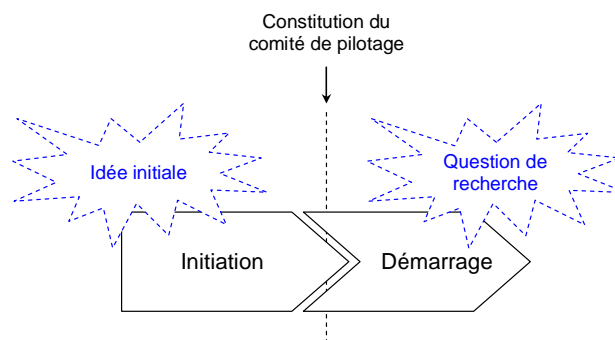 Constitution du
comité de pilotage
Idée initiale
Question de
recherche
Initiation
Démarrage